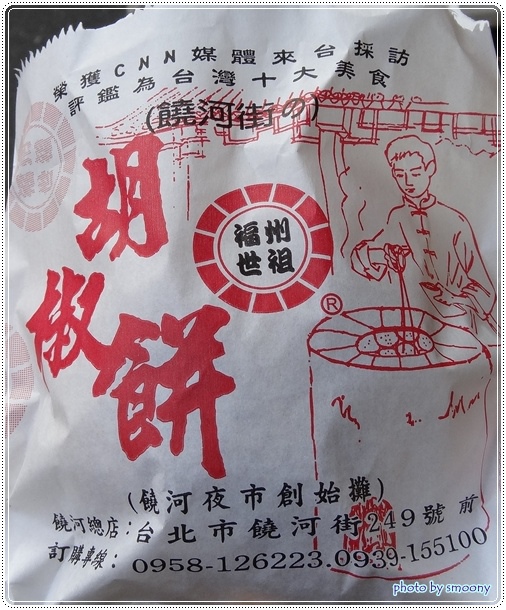 榮獲CNN媒體來台採訪
評鑑為台灣十大美食
(饒河街の)
胡椒餅
福州
世祖
®
(饒河夜市創始攤)
饒河總店：台北市饒河街249號前
訂購專線：0958-126223.0939-155100
photo by smoony